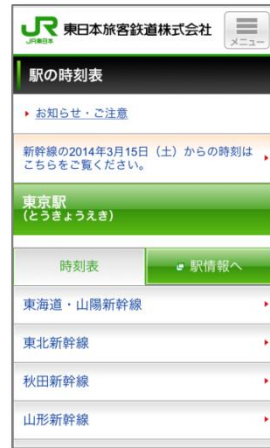 JR
JR東日本
東日本旅客鉄道株式会社
メニュー
駅の時刻表
お知らせ・ご注意
新幹線の2014年3月15日（土）からの時刻は
こちらをご覧ください。
東京駅
（とうきょうえき）
時刻表
駅情報へ
東海道・山陽新幹線
東北新幹線
秋田新幹線
山形新幹線